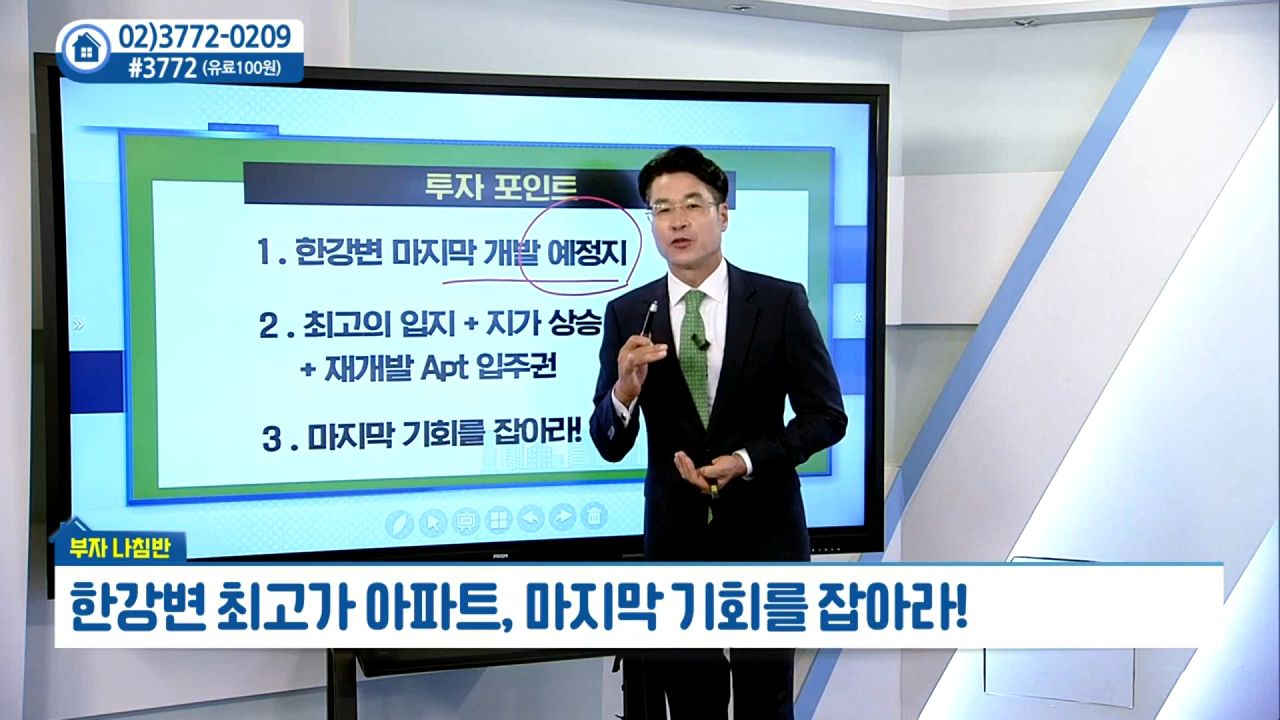 02)3772-0209
#3772 (유료100원)
투자 포인트
1. 한강변 마지막 개발 예정지
2. 최고의 입지 + 지가 상승
+ 재개발 Apt 입주권
3. 마지막 기회를 잡아라!
부자 나침반
한강변 최고가 아파트, 마지막 기회를 잡아라!